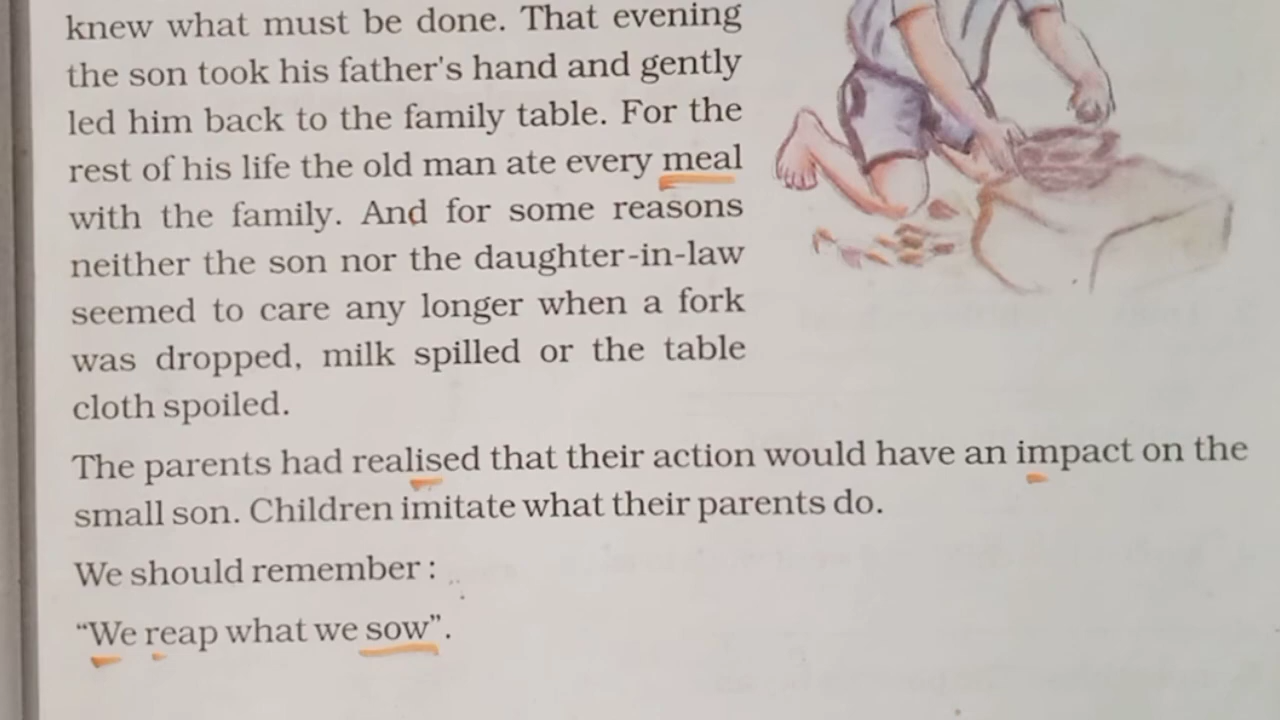 knew what must be done. That evening
the son took his father's hand and gently
led him back to the family table. For the
rest of his life the old man ate every meal
with the family. And for some reasons
neither the son nor the daughter-in-law
seemed to care any longer when a fork
was dropped, milk spilled or the table
cloth spoiled.
The parents had realised that their action would have an impact on the
small son. Children imitate what their parents do.
We should remember :
“We reap what we sow”.